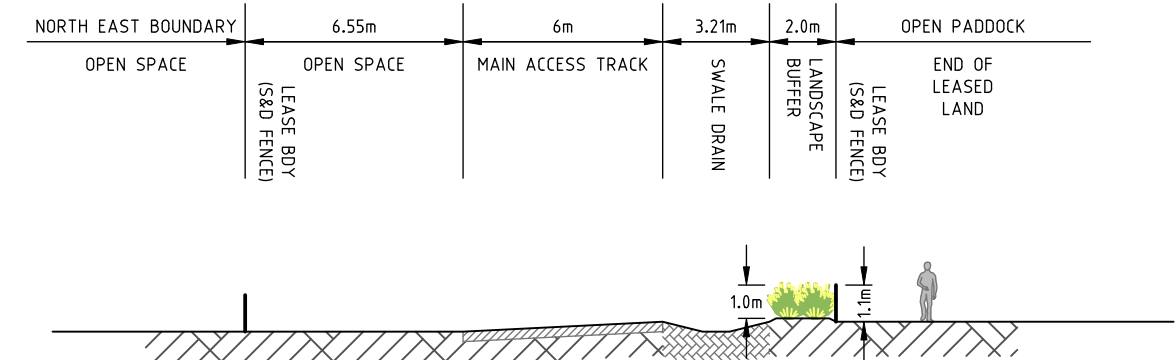 NORTH EAST BOUNDARY
6.55m
6m
3.21m
2.0m
OPEN PADDOCK
OPEN SPACE
OPEN SPACE
MAIN ACCESS TRACK
SWALE DRAIN
LANDSCAPE
BUFFER
END OF
LEASED
LAND
LEASE BDY
(S&D FENCE)
LEASE BDY
(S&D FENCE)
1.0m
1.1m